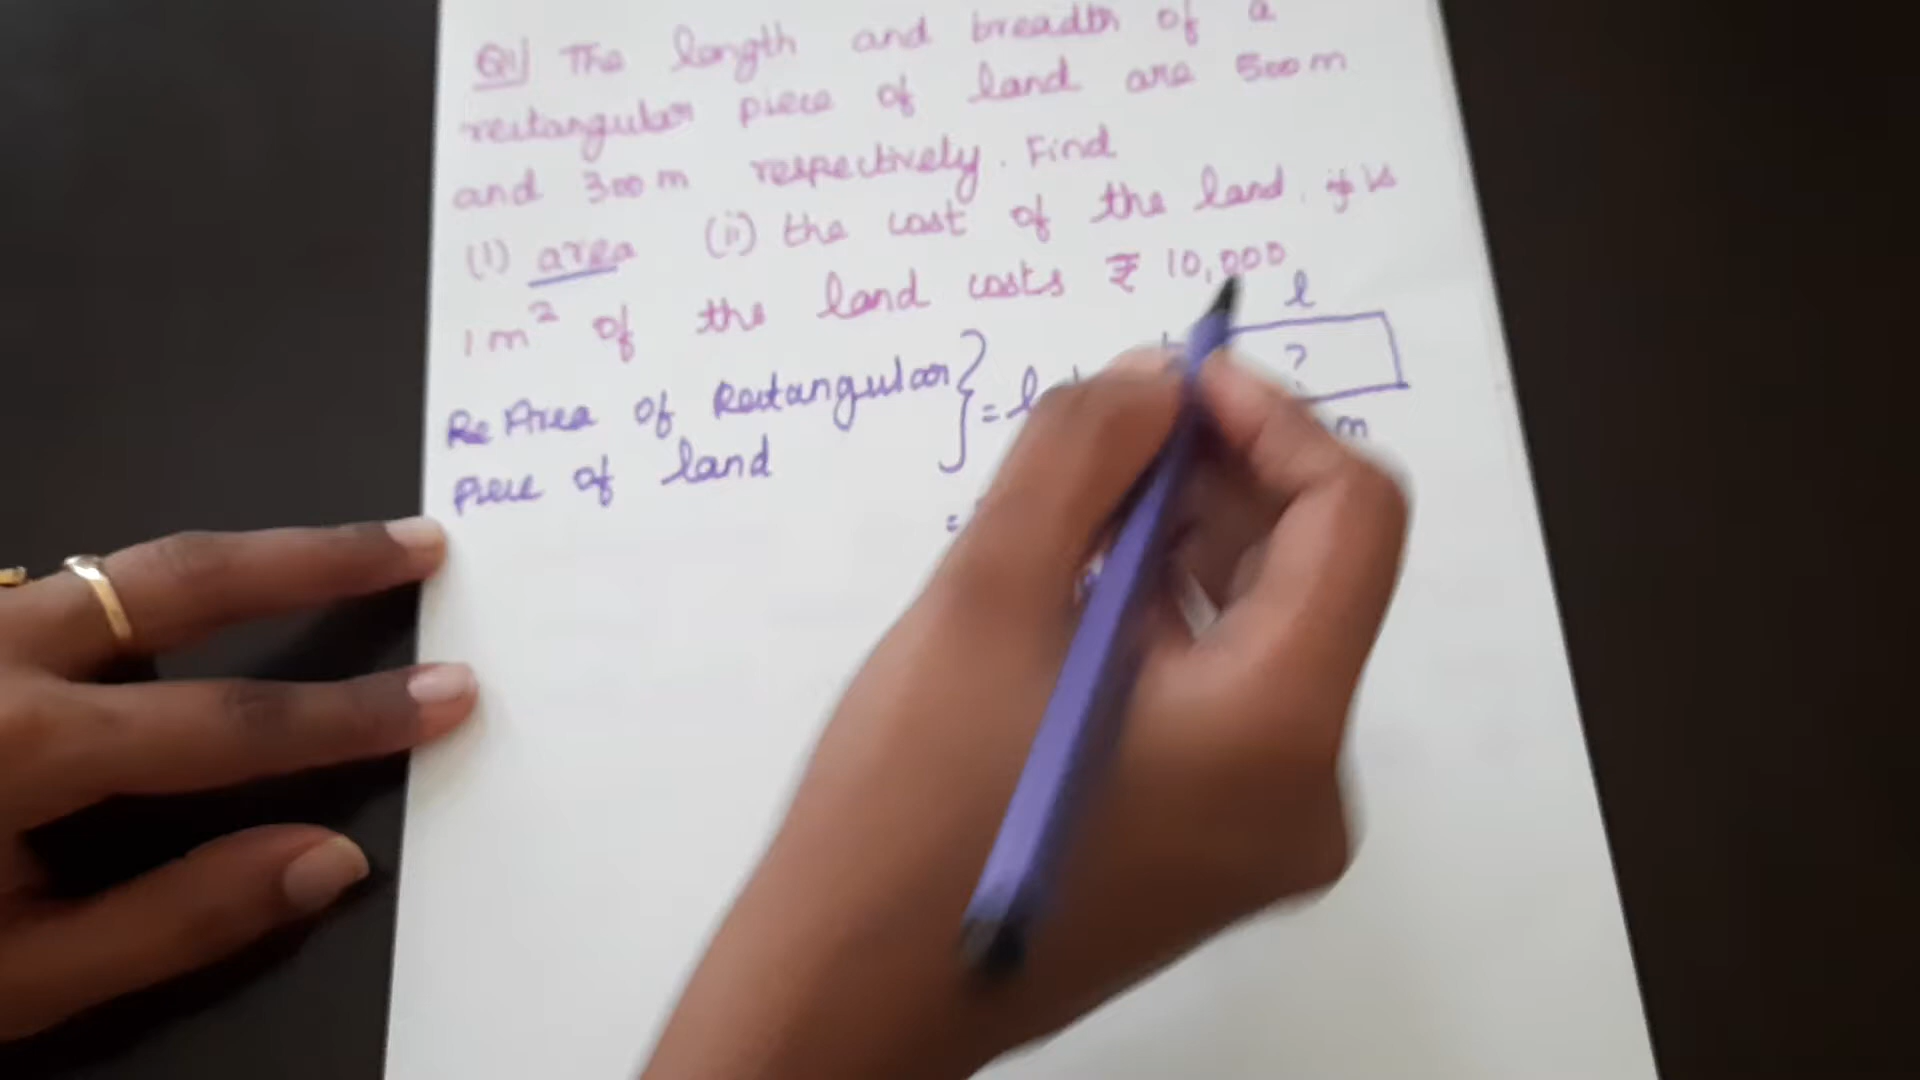 Q1) The length and breadth of a
rectangular piece of land are 500 m
and 300 m respectively. Find
(i) area (ii) the cost of the land, if is
1 m² of the land costs ₹ 10,000
l
?
Re Area of Rectangular } = l
piece of land
m
=